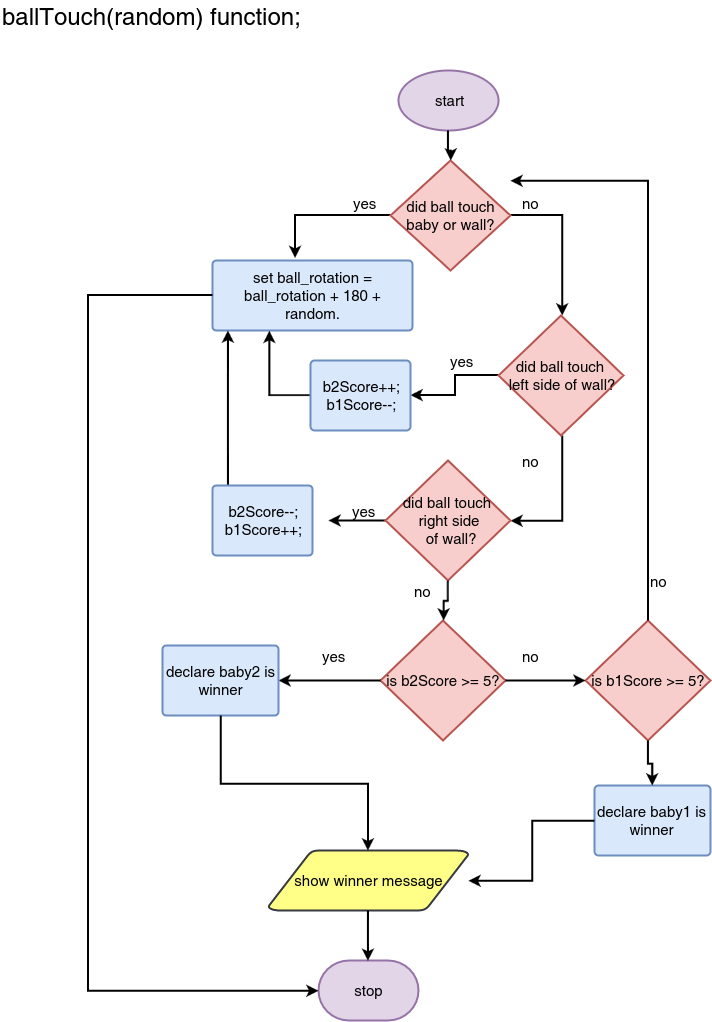 ballTouch(random) function;
start
did ball touch
baby or wall?
yes
no
set ball_rotation =
ball_rotation + 180 +
random.
did ball touch
left side of wall?
yes
b2Score++;
b1Score--;
no
did ball touch
right side
of wall?
yes
b2Score--;
b1Score++;
no
no
is b2Score >= 5?
yes
no
is b1Score >= 5?
declare baby2 is
winner
declare baby1 is
winner
show winner message
stop